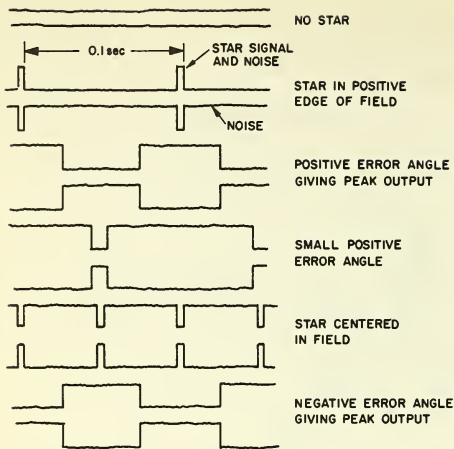 NO STAR
0.1 sec
STAR SIGNAL
AND NOISE
STAR IN POSITIVE
EDGE OF FIELD
NOISE
POSITIVE ERROR ANGLE
GIVING PEAK OUTPUT
SMALL POSITIVE
ERROR ANGLE
STAR CENTERED
IN FIELD
NEGATIVE ERROR ANGLE
GIVING PEAK OUTPUT